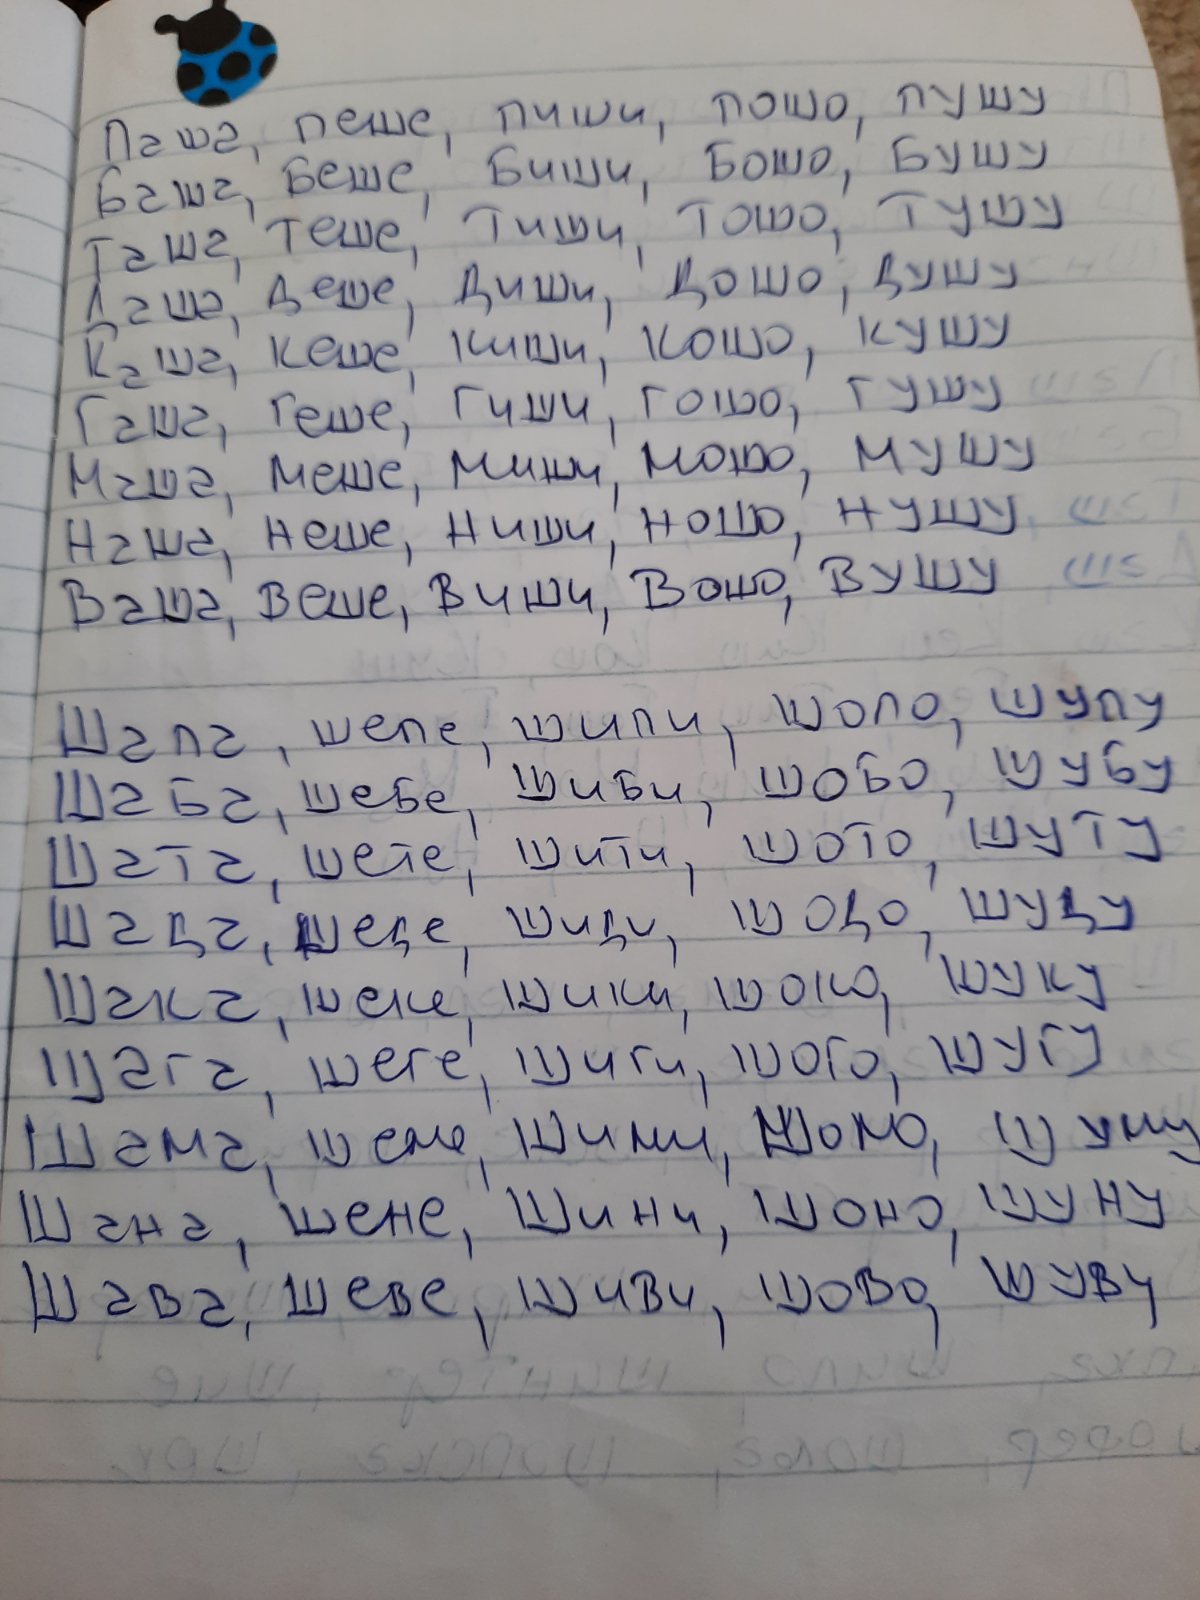 Паша, пеше, пиши, пошо, пушу
Баша, Беше, Биши, Бошо, Бушу
Таша, Теше, Тиши, Тошо, Тушу
Даша, Деше, Диши, Дошо, Душу
Каша, кеше, киши, кошо, кушу
Гаша, геше, гиши, гошо, гушу
Маша, меше, миши, мошо, мушу
Наша, неше, ниши, ношо, нушу
Ваша, Веше, Виши, Вошо, Вушу
Шапа, шепе, шипи, шопо, шупу
Шаба, шебе, шиби, шобо, шубу
Шата, шете, шити, шото, шуту
Шада, шеде, шиди, шодо, шуду
Шака, шеке, шики, шоко, шуку
Шага, шеге, шиги, шого, шугу
Шама, шеме, шими, шомо, шуму
Шана, шене, шини, шоно, шуну
Шава, шеве, шиви, шово, шуву